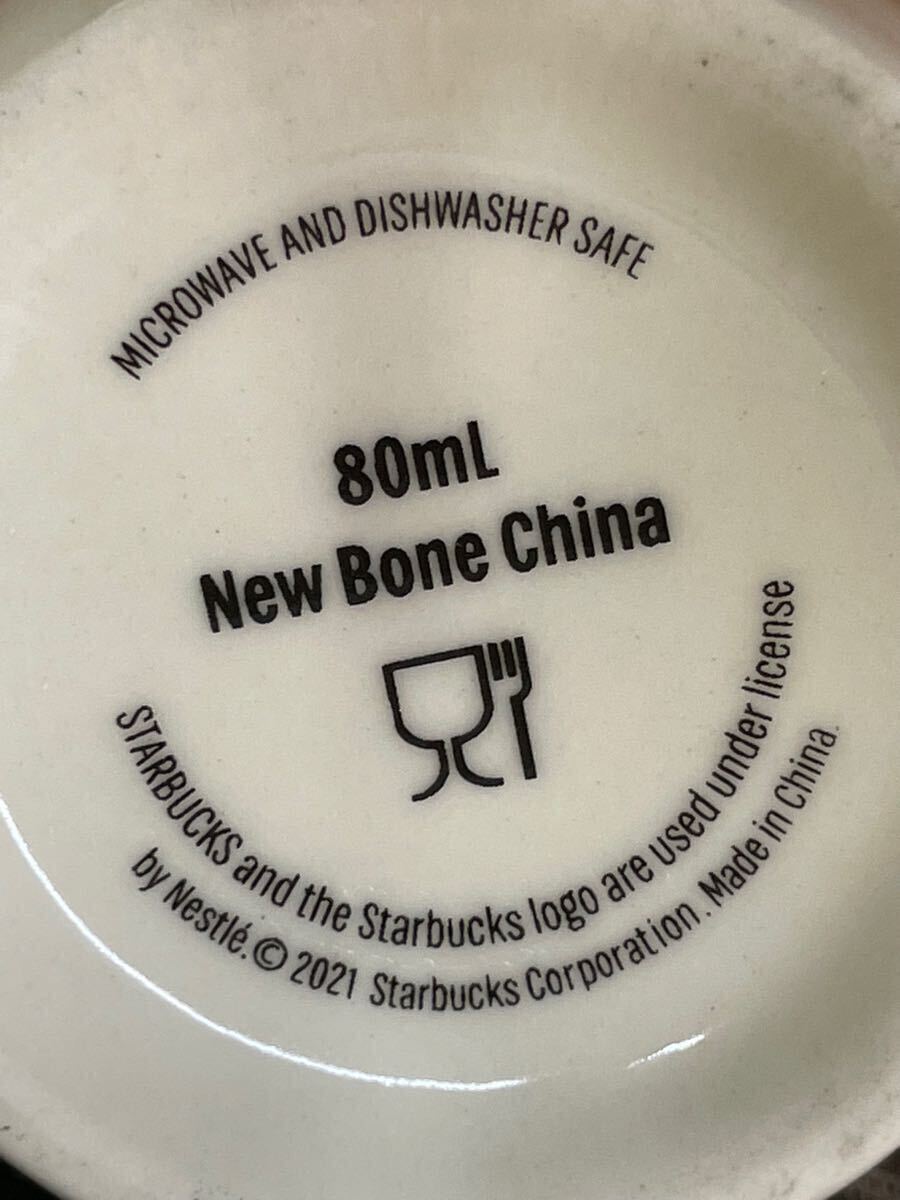 MICROWAVE AND DISHWASHER SAFE
80mL
New Bone China
STARBUCKS and the Starbucks logo are used under license
by Nestlé. © 2021 Starbucks Corporation. Made in China.